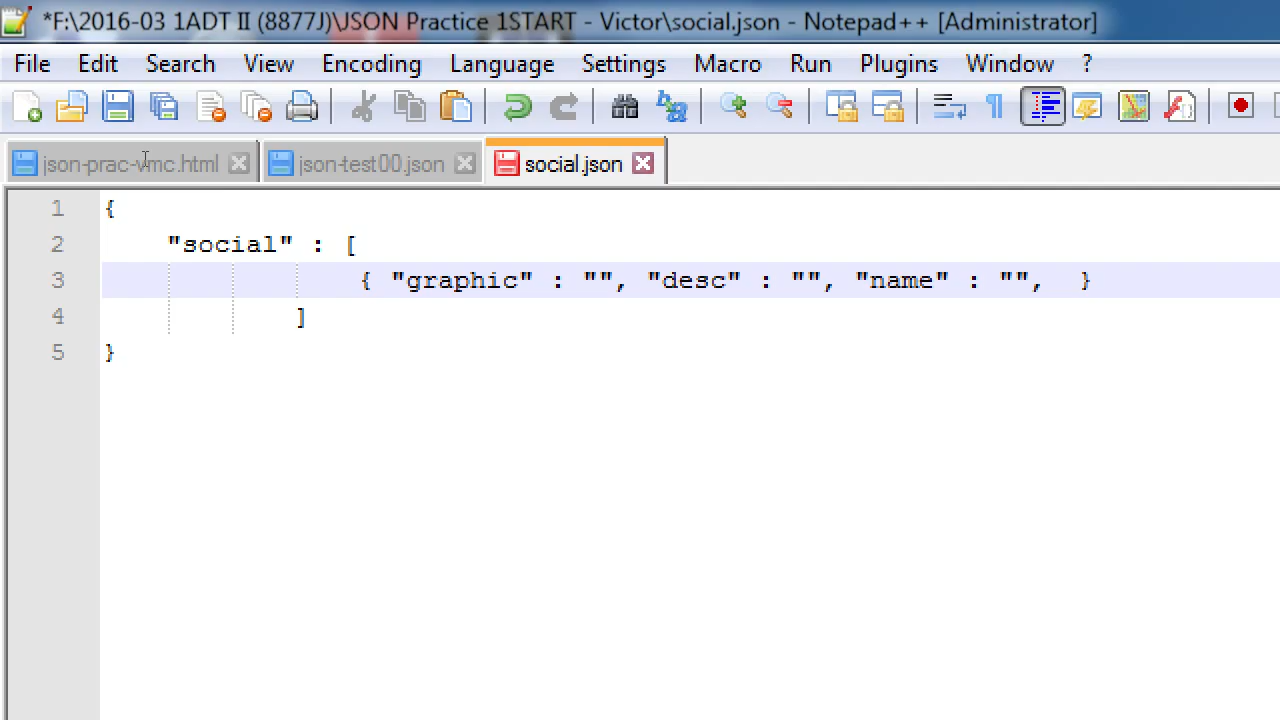 *F:\2016-03 1ADT II (8877J)\JSON Practice 1START - Victor\social.json - Notepad++ [Administrator]
File Edit Search View Encoding Language Settings Macro Run Plugins Window ?
json-prac-vmc.html json-test00.json social.json
1 {
2 "social" : [
3 { "graphic" : "", "desc" : "", "name" : "", }
4 ]
5 }